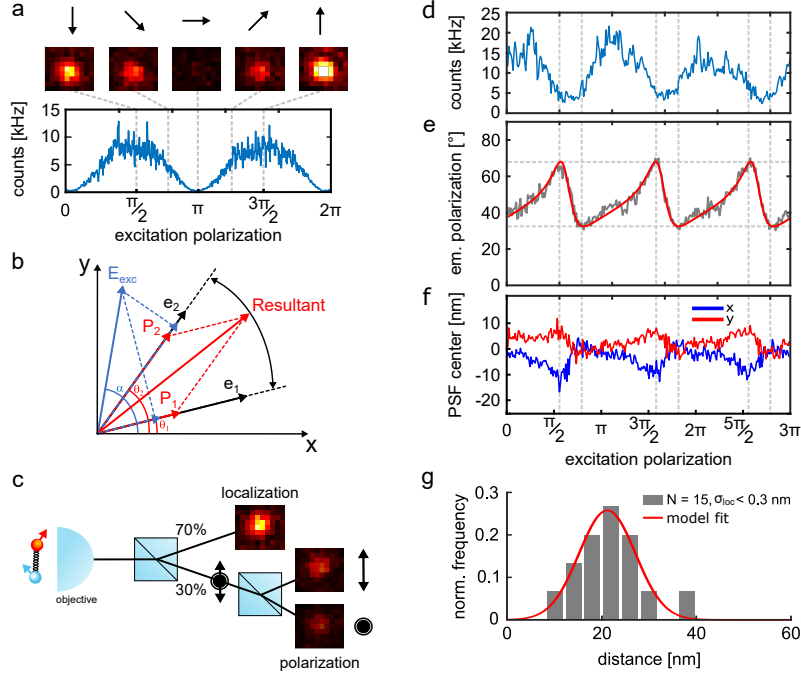 a
counts [kHz]
15
10
5
0
0
π/2
π
3π/2
2π
excitation polarization
b
y
E_exc
e_2
P_2
Resultant
α
θ_2
P_1
e_1
θ_1
x
c
localization
70%
30%
objective
polarization
d
counts [kHz]
25
20
15
10
5
0
e
em. polarization [°]
80
60
40
20
0
f
PSF center [nm]
10
0
-10
-25
x
y
0
π/2
π
3π/2
2π
5π/2
3π
excitation polarization
g
norm. frequency
0.3
0.2
0.1
0
N = 15, σ_loc < 0.3 nm
model fit
0
20
40
60
distance [nm]